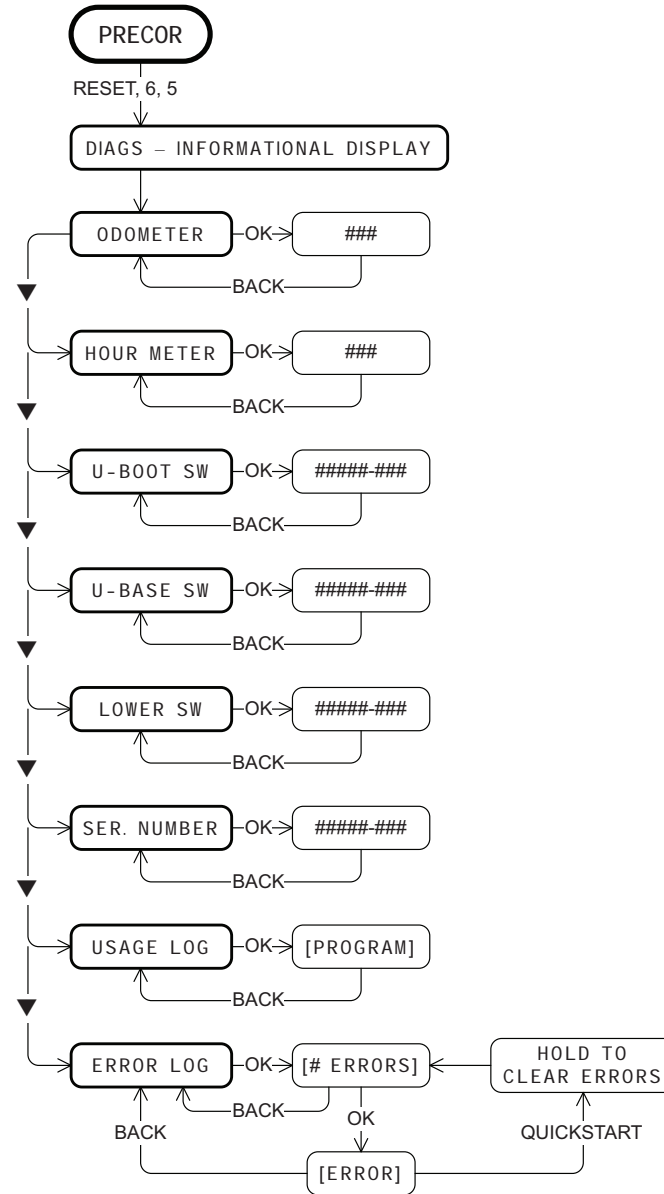 PRECOR
RESET, 6, 5
DIAGS – INFORMATIONAL DISPLAY
ODOMETER
OK
###
BACK
HOUR METER
OK
###
BACK
U-BOOT SW
OK
#####-###
BACK
U-BASE SW
OK
#####-###
BACK
LOWER SW
OK
#####-###
BACK
SER. NUMBER
OK
#####-###
BACK
USAGE LOG
OK
[PROGRAM]
BACK
ERROR LOG
OK
[# ERRORS]
HOLD TO
CLEAR ERRORS
BACK
OK
BACK
QUICKSTART
[ERROR]